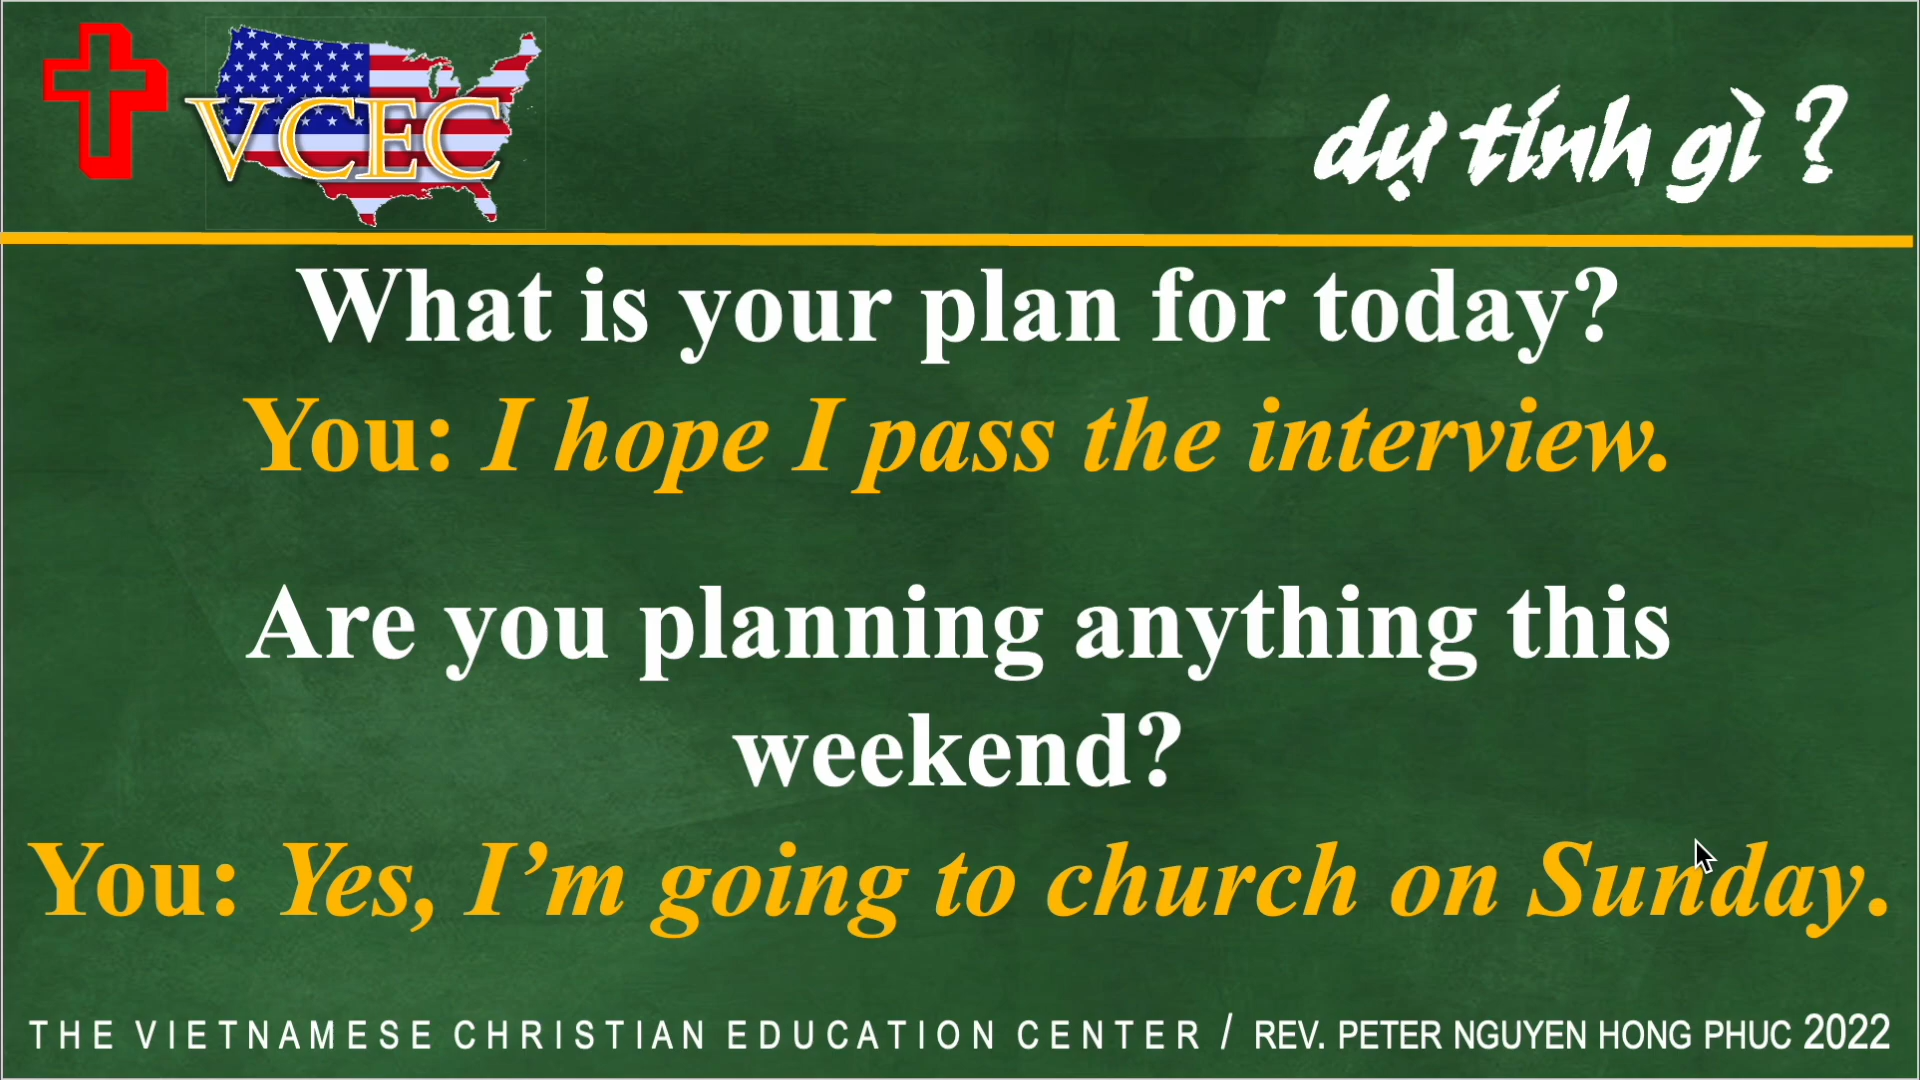 VCEC
dự tính gì ?
What is your plan for today?
You: I hope I pass the interview.
Are you planning anything this
weekend?
You: Yes, I’m going to church on Sunday.
THE VIETNAMESE CHRISTIAN EDUCATION CENTER / REV. PETER NGUYEN HONG PHUC 2022